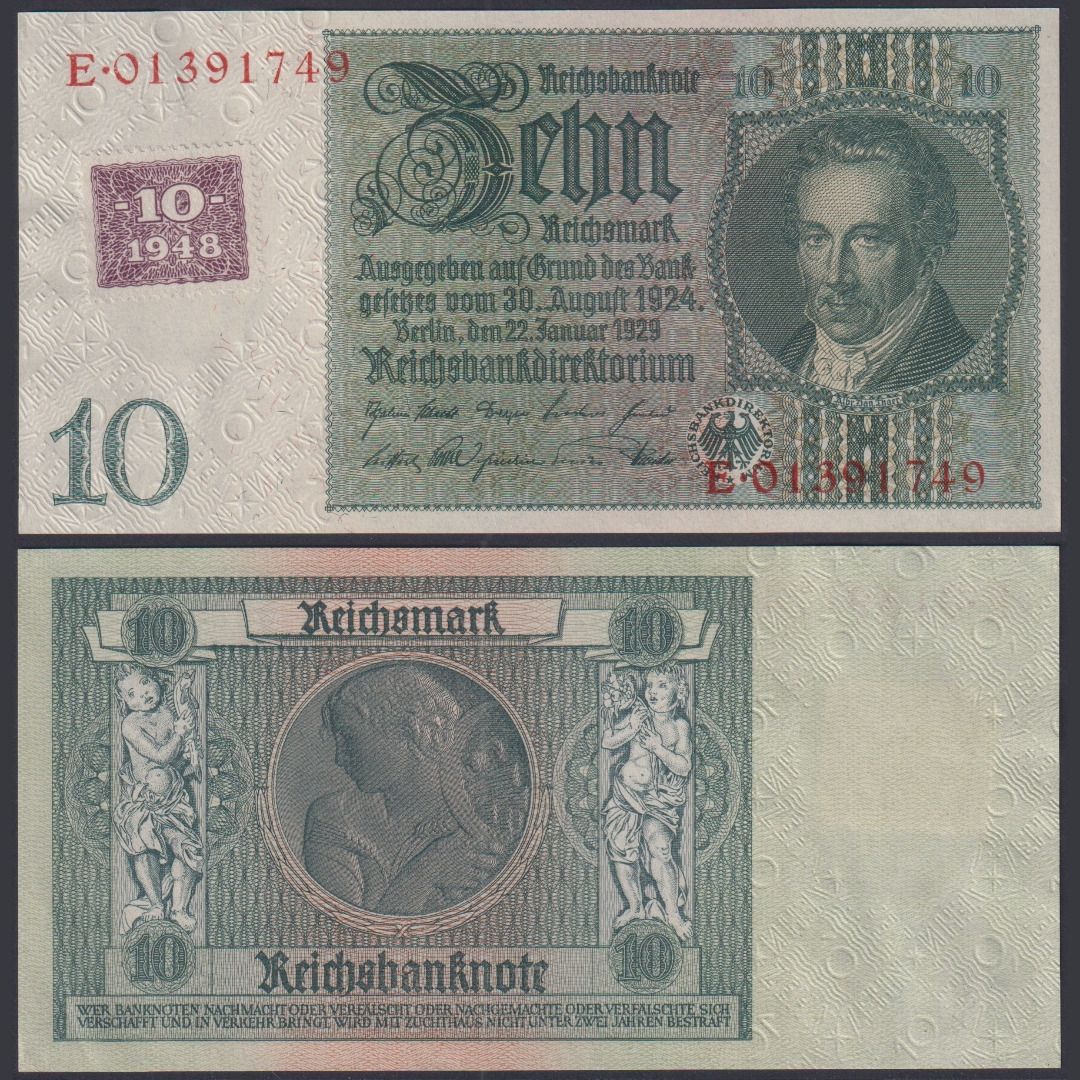 E·01391749
-10-
1948
10
Reichsbanknote
Zehn
Reichsmark
Ausgegeben auf Grund des Bank-
gesetzes vom 30. August 1924.
Berlin, den 22. Januar 1929
Reichsbankdirektorium
10 10
REICHSBANKDIREKTORIUM
E·01391749
10 Reichsmark 10
10 Reichsbanknote 10
WER BANKNOTEN NACHMACHT ODER VERFÄLSCHT ODER NACHGEMACHTE ODER VERFÄLSCHTE SICH
VERSCHAFFT UND IN VERKEHR BRINGT, WIRD MIT ZUCHTHAUS NICHT UNTER ZWEI JAHREN BESTRAFT